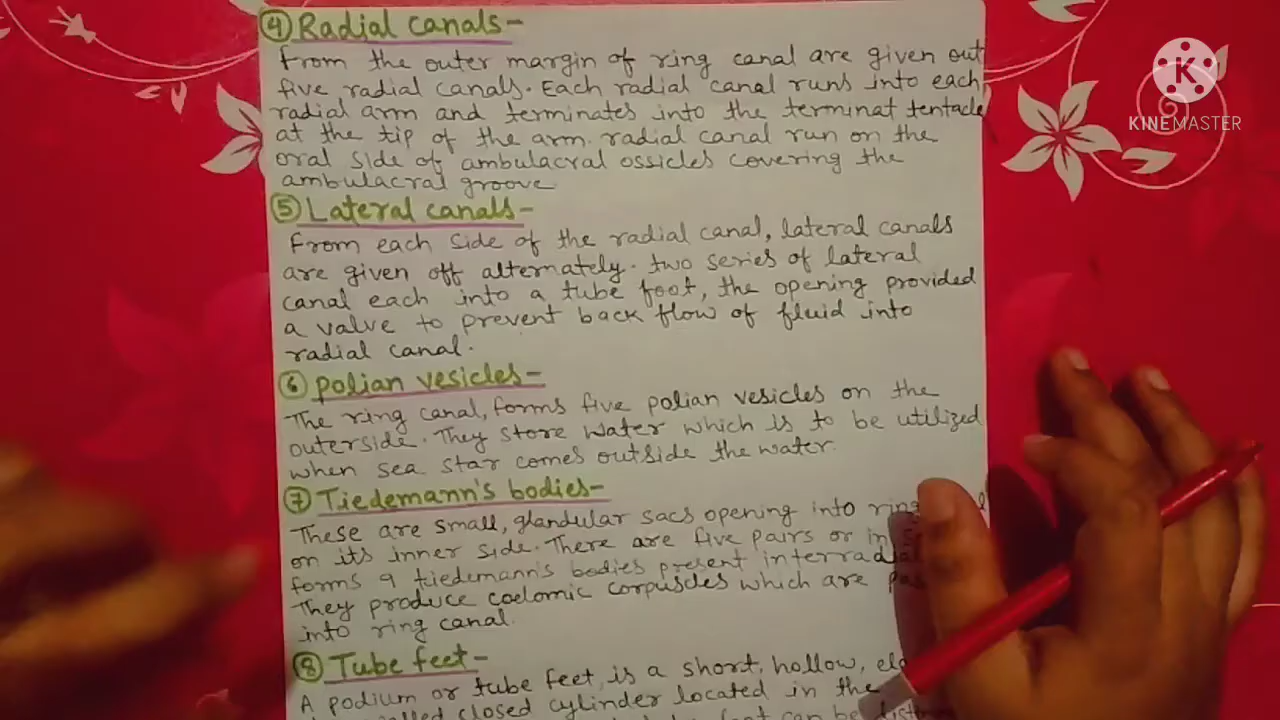 ④ Radial canals-
From the outer margin of ring canal are given out
five radial canals. Each radial canal runs into each
radial arm and terminates into the terminat tentacle
at the tip of the arm. radial canal run on the
oral side of ambulacral ossicles covering the
ambulacral groove
⑤ Lateral canals-
From each side of the radial canal, lateral canals
are given off alternately. two series of lateral
canal each into a tube foot, the opening provided
a valve to prevent back flow of fluid into
radial canal.
⑥ polian vesicles-
The ring canal, forms five polian vesicles on the
outerside. They store water which is to be utilized
when sea star comes outside the water.
⑦ Tiedemann's bodies-
These are small, glandular sacs opening into ring
on its inner side. There are five pairs or in
forms 9 tiedemann's bodies present interradial
They produce coelomic corpuscles which are
into ring canal.
⑧ Tube feet-
A podium or tube feet, is a short, hollow,
closed cylinder located in the
can be
K
KINEMASTER